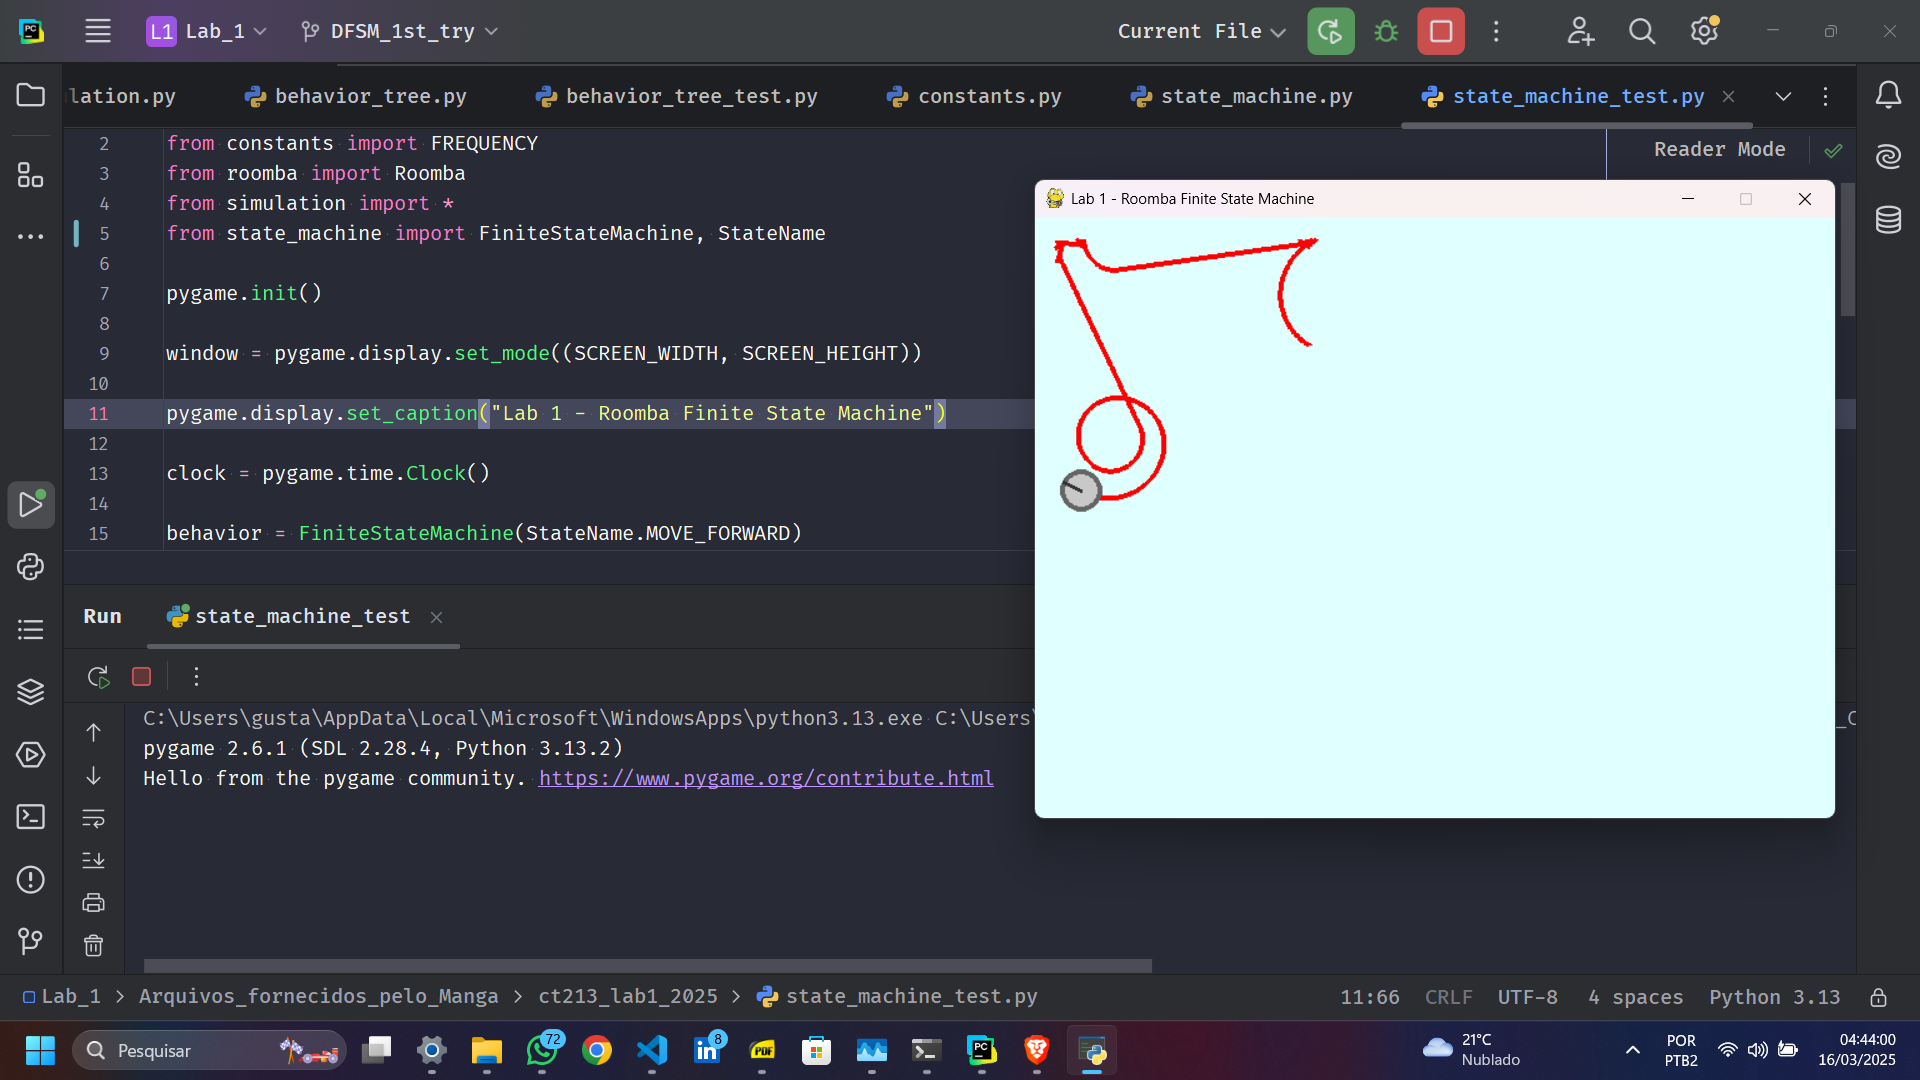 PC
L1 Lab_1
DFSM_1st_try
Current File
lation.py
behavior_tree.py
behavior_tree_test.py
constants.py
state_machine.py
state_machine_test.py
Reader Mode
2 from constants import FREQUENCY
3 from roomba import Roomba
4 from simulation import *
5 from state_machine import FiniteStateMachine, StateName
6
7 pygame.init()
8
9 window = pygame.display.set_mode((SCREEN_WIDTH, SCREEN_HEIGHT))
10
11 pygame.display.set_caption("Lab 1 - Roomba Finite State Machine")
12
13 clock = pygame.time.Clock()
14
15 behavior = FiniteStateMachine(StateName.MOVE_FORWARD)
Lab 1 - Roomba Finite State Machine
Run
state_machine_test
C:\Users\gusta\AppData\Local\Microsoft\WindowsApps\python3.13.exe C:\Users\
pygame 2.6.1 (SDL 2.28.4, Python 3.13.2)
Hello from the pygame community. https://www.pygame.org/contribute.html
Lab_1 > Arquivos_fornecidos_pelo_Manga > ct213_lab1_2025 > state_machine_test.py
11:66 CRLF UTF-8 4 spaces Python 3.13
Pesquisar
72
8
PDF
PC
21°C
Nublado
POR
PTB2
04:44:00
16/03/2025